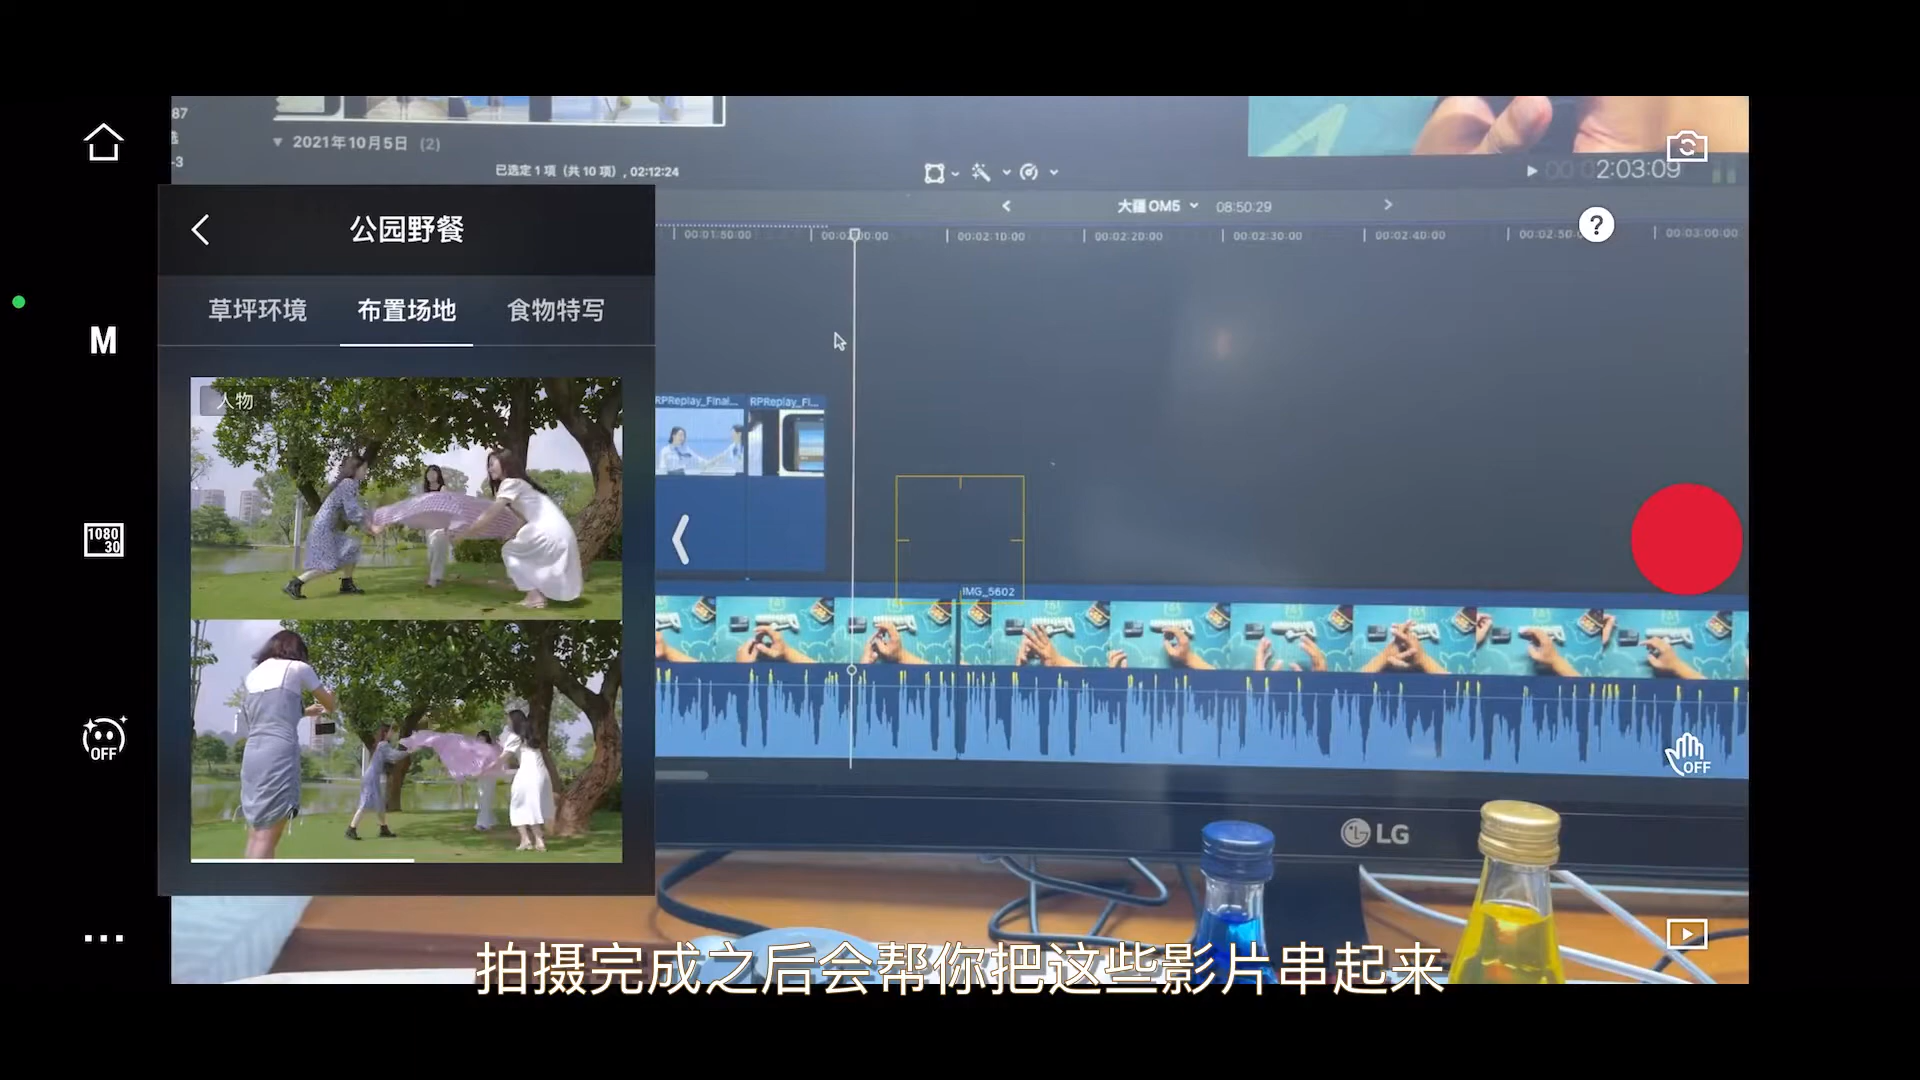 87
-3
2021年10月5日 (2)
已选定 1 项 (共 10 项) , 02:12:24
2:03:09
大疆 OM5 08:50:29
?
00:01:50:00 00:02:00:00 00:02:10:00 00:02:20:00 00:02:30:00 00:02:40:00 00:02:50 00:03:00:00
公园野餐
草坪环境 布置场地 食物特写
M
人物
RPReplay_Final... RPReplay_Fi...
1080
30
IMG_5602
OFF
OFF
LG
拍摄完成之后会帮你把这些影片串起来